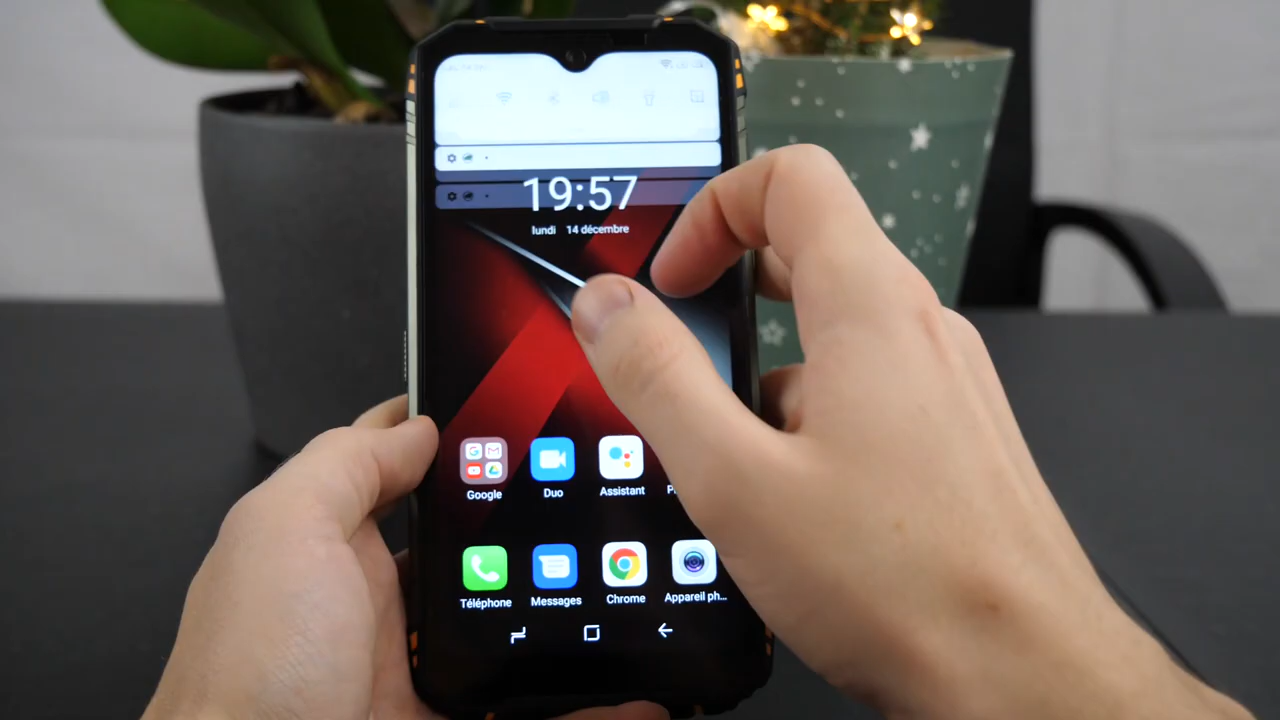 19:57
lundi 14 décembre
Google Duo Assistant
Téléphone Messages Chrome Appareil ph...